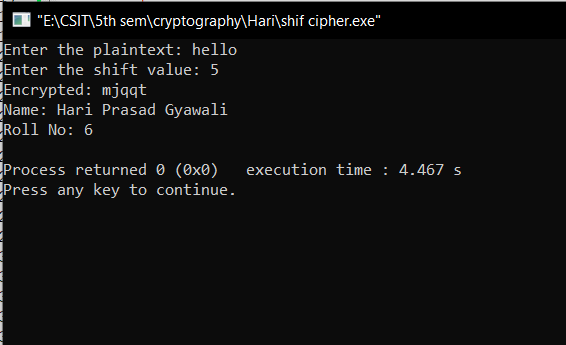 "E:\CSIT\5th sem\cryptography\Hari\shif cipher.exe"
Enter the plaintext: hello
Enter the shift value: 5
Encrypted: mjqqt
Name: Hari Prasad Gyawali
Roll No: 6
Process returned 0 (0x0)   execution time : 4.467 s
Press any key to continue.